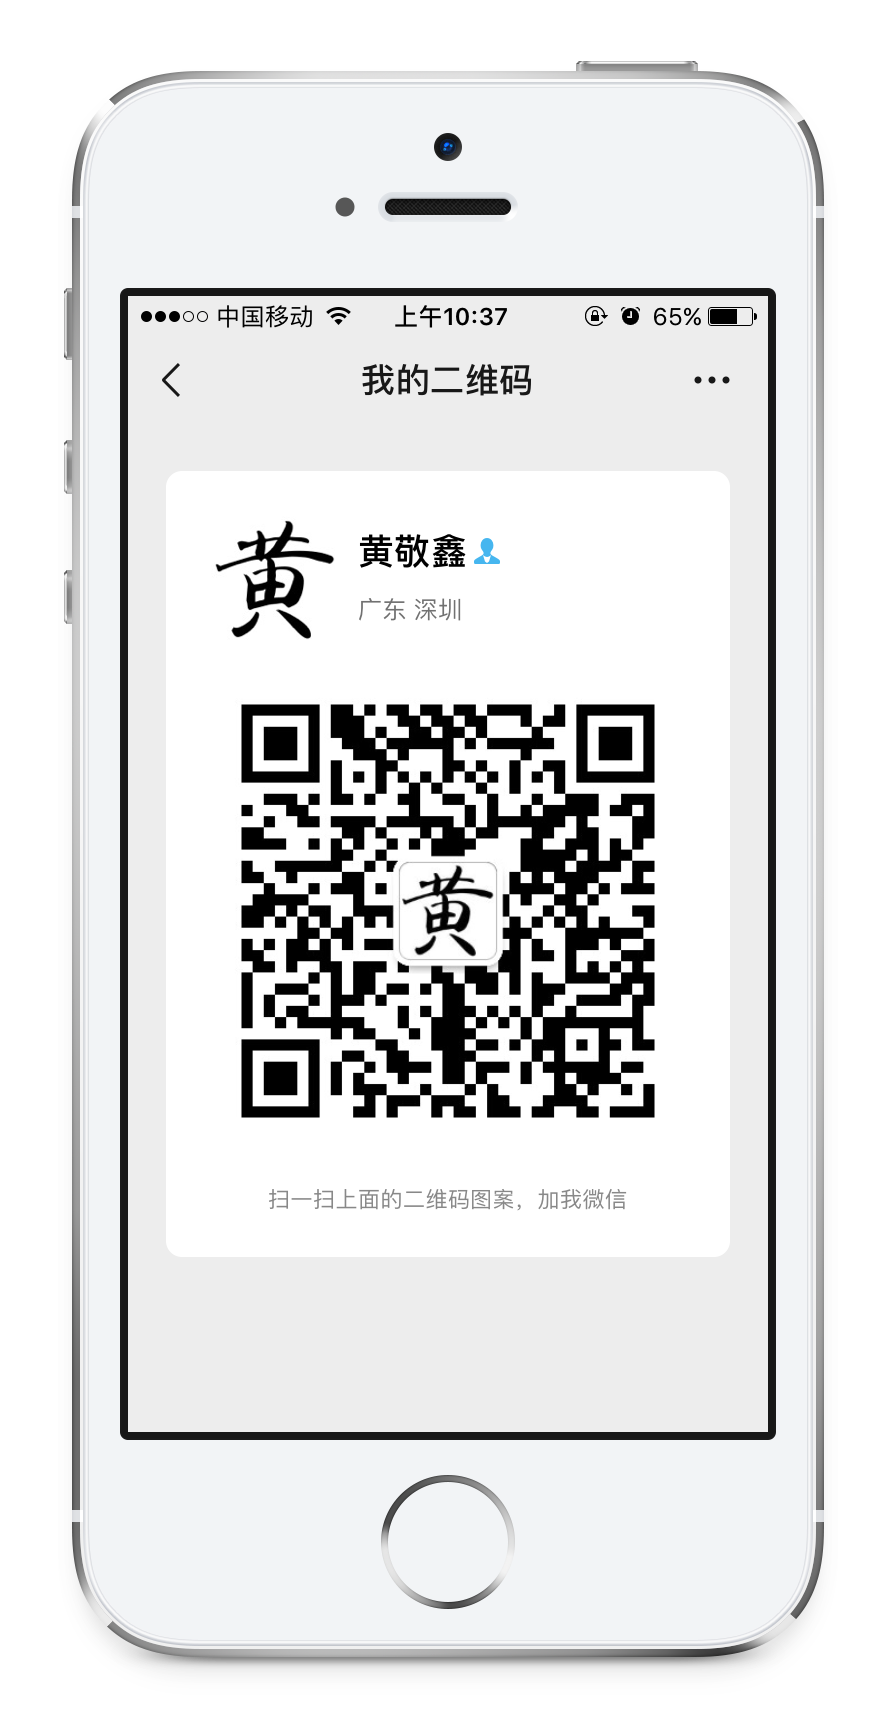 中国移动 上午10:37 65%
我的二维码
黄
黄敬鑫
广东 深圳
黄
扫一扫上面的二维码图案，加我微信